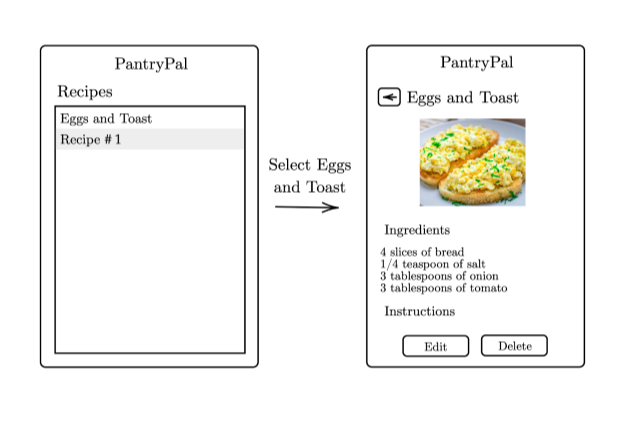 PantryPal
Recipes
Eggs and Toast
Recipe # 1
Select Eggs
and Toast
PantryPal
Eggs and Toast
Ingredients
4 slices of bread
1/4 teaspoon of salt
3 tablespoons of onion
3 tablespoons of tomato
Instructions
Edit
Delete